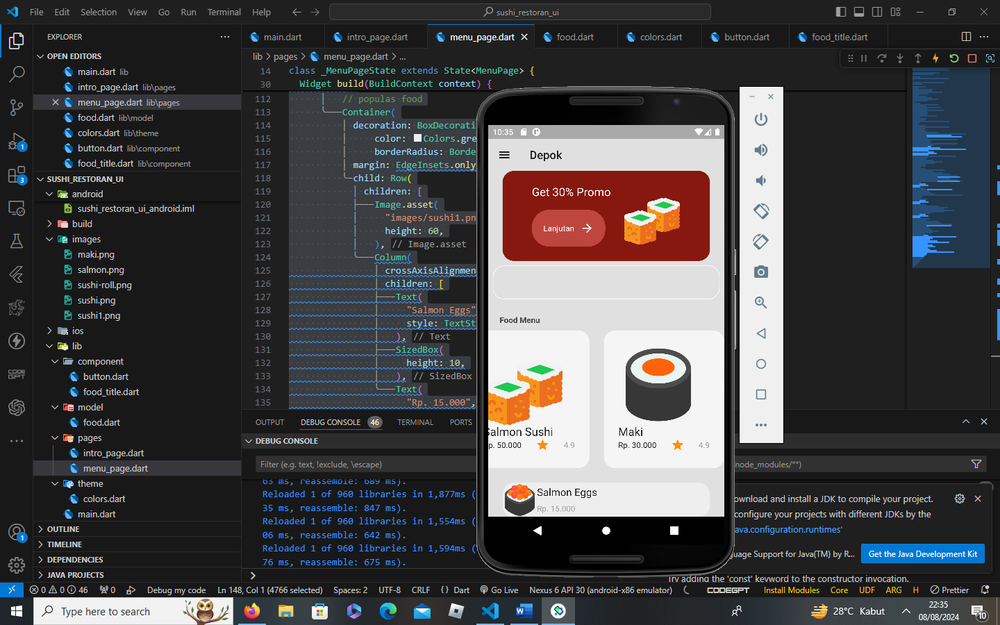 File Edit Selection View Go Run Terminal Help
sushi_restoran_ui
EXPLORER
main.dart
intro_page.dart
menu_page.dart
food.dart
colors.dart
button.dart
food_title.dart
lib > pages > menu_page.dart > ...
OPEN EDITORS
main.dart lib
intro_page.dart lib\pages
menu_page.dart lib\pages
food.dart lib\model
colors.dart lib\theme
button.dart lib\component
food_title.dart lib\component
SUSHI_RESTORAN_UI
android
sushi_restoran_ui_android.iml
build
images
maki.png
salmon.png
sushi-roll.png
sushi.png
sushi1.png
ios
lib
component
button.dart
food_title.dart
model
food.dart
pages
intro_page.dart
menu_page.dart
theme
colors.dart
main.dart
OUTLINE
TIMELINE
DEPENDENCIES
JAVA PROJECTS
1
3
CODE
GPT
1
14 class _MenuPageState extends State<MenuPage> {
30 Widget build(BuildContext context) {
112 // populas food
113 Container(
114 decoration: BoxDecorati
115 color: Colors.gre
116 borderRadius: Borde
117 margin: EdgeInsets.only
118 child: Row(
119 children: [
120 Image.asset(
121 "images/sushi1.pn
122 height: 60,
123 ), // Image.asset
124 Column(
125 crossAxisAlignmen
126 children: [
127 Text(
128 "Salmon Eggs"
129 style: TextSt
130 ), // Text
131 SizedBox(
132 height: 10,
133 ), // SizedBox
134 Text(
135 "Rp. 15.000",
10:35
Depok
Get 30% Promo
Lanjutan
Food Menu
Salmon Sushi
p. 50.000 4.9
Maki
Rp. 30.000 4.9
Salmon Eggs
Rp. 15.000
OUTPUT DEBUG CONSOLE 46 TERMINAL PORTS
DEBUG CONSOLE
Filter (e.g. text, !exclude, \escape)
node_modules/**)
63 ms, reassemble: 689 ms).
Reloaded 1 of 960 libraries in 1,877ms (
35 ms, reassemble: 847 ms).
Reloaded 1 of 960 libraries in 1,554ms (
06 ms, reassemble: 642 ms).
Reloaded 1 of 960 libraries in 1,594ms (
76 ms, reassemble: 675 ms).
ownload and install a JDK to compile your project.
configure your projects with different JDKs by the
ava.configuration.runtimes'
guage Support for Java(TM) by R...
Get the Java Development Kit
Try adding the 'const' keyword to the constructor invocation.
0 0 46 0 Debug my code Ln 148, Col 1 (4766 selected) Spaces: 2 UTF-8 CRLF {} Dart Go Live Nexus 6 API 30 (android-x86 emulator) CODEGPT Install Modules Core UDF ARG H Prettier
Type here to search
28°C Kabut
22:35
08/08/2024
10